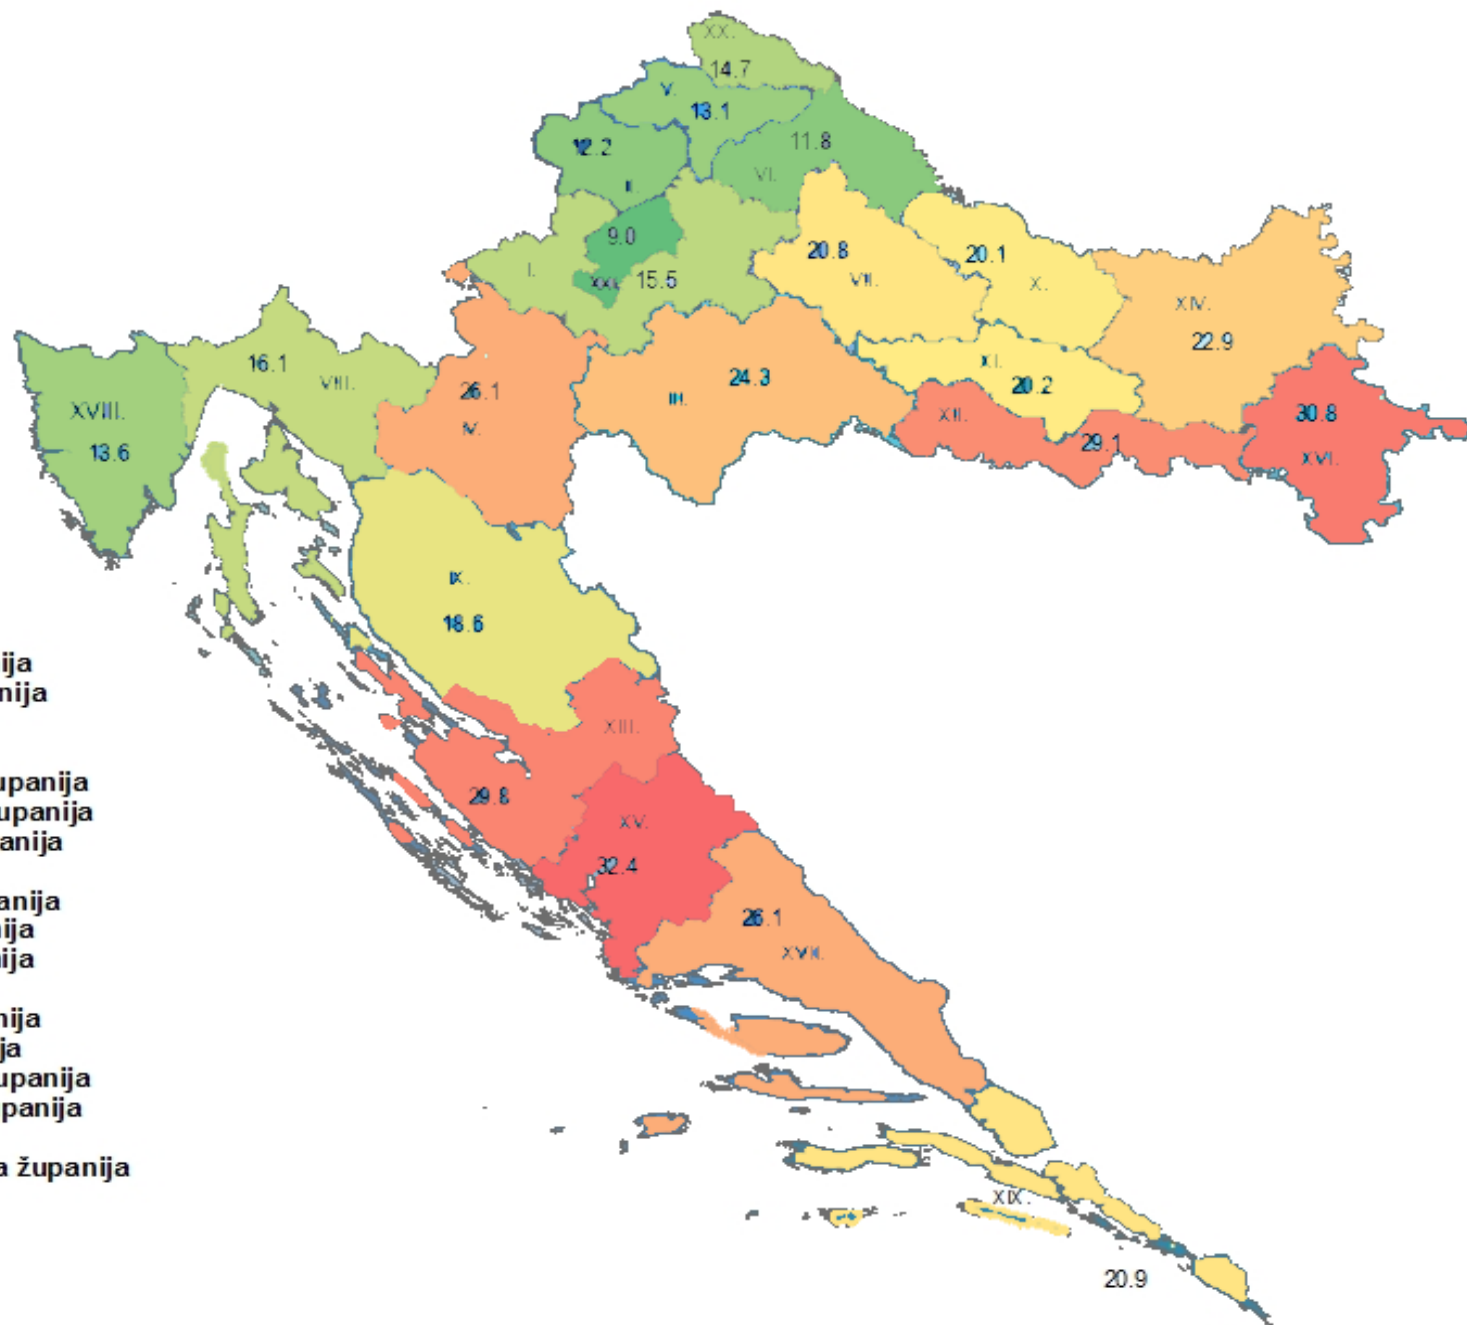 XX.
14.7
V.
13.1
12.2
II.
11.8
VI.
9.0
XXI.
I.
15.5
20.8
VII.
20.1
X.
XIV.
22.9
16.1
VIII.
XVIII.
13.6
26.1
IV.
24.3
III.
XI.
20.2
XII.
29.1
30.8
XVI.
IX.
18.6
XIII.
29.8
XV.
32.4
26.1
XVII.
XIX.
20.9
ija
nija
upanija
upanija
anija
anija
ija
ija
nija
ja
upanija
panija
a županija